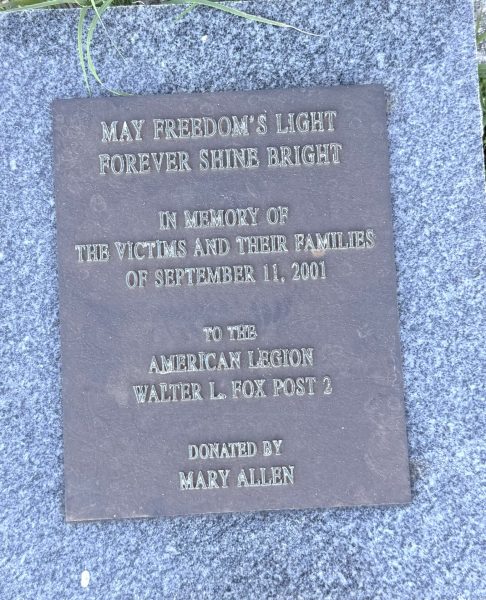 MAY FREEDOM'S LIGHT
FOREVER SHINE BRIGHT
IN MEMORY OF
THE VICTIMS AND THEIR FAMILIES
OF SEPTEMBER 11, 2001
TO THE
AMERICAN LEGION
WALTER L. FOX POST 2
DONATED BY
MARY ALLEN